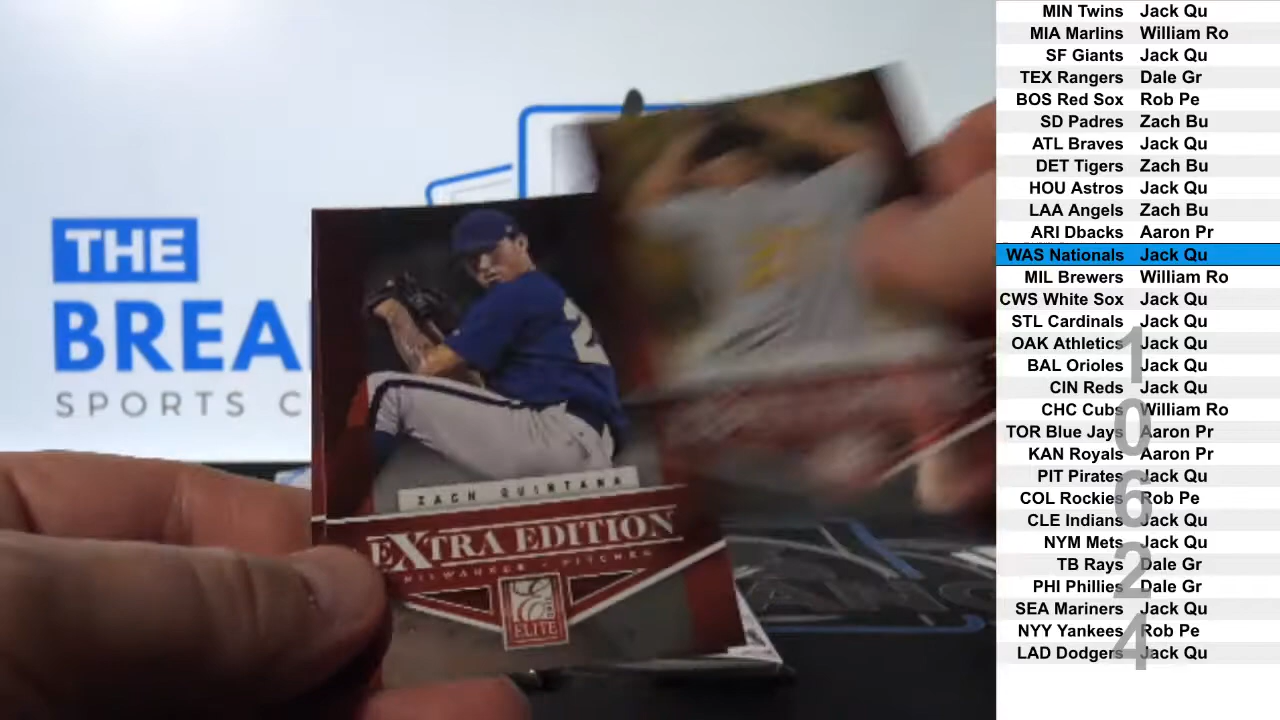 THE
BREA
SPORTS C
2
ZACH QUINTANA
EXTRA EDITION
MILWAUKEE - PITCHER
E
ELITE
MIN Twins Jack Qu
MIA Marlins William Ro
SF Giants Jack Qu
TEX Rangers Dale Gr
BOS Red Sox Rob Pe
SD Padres Zach Bu
ATL Braves Jack Qu
DET Tigers Zach Bu
HOU Astros Jack Qu
LAA Angels Zach Bu
ARI Dbacks Aaron Pr
WAS Nationals Jack Qu
MIL Brewers William Ro
CWS White Sox Jack Qu
STL Cardinals Jack Qu
OAK Athletics Jack Qu
BAL Orioles Jack Qu
CIN Reds Jack Qu
CHC Cubs William Ro
TOR Blue Jays Aaron Pr
KAN Royals Aaron Pr
PIT Pirates Jack Qu
COL Rockies Rob Pe
CLE Indians Jack Qu
NYM Mets Jack Qu
TB Rays Dale Gr
PHI Phillies Dale Gr
SEA Mariners Jack Qu
NYY Yankees Rob Pe
LAD Dodgers Jack Qu
1
0
6
2
4